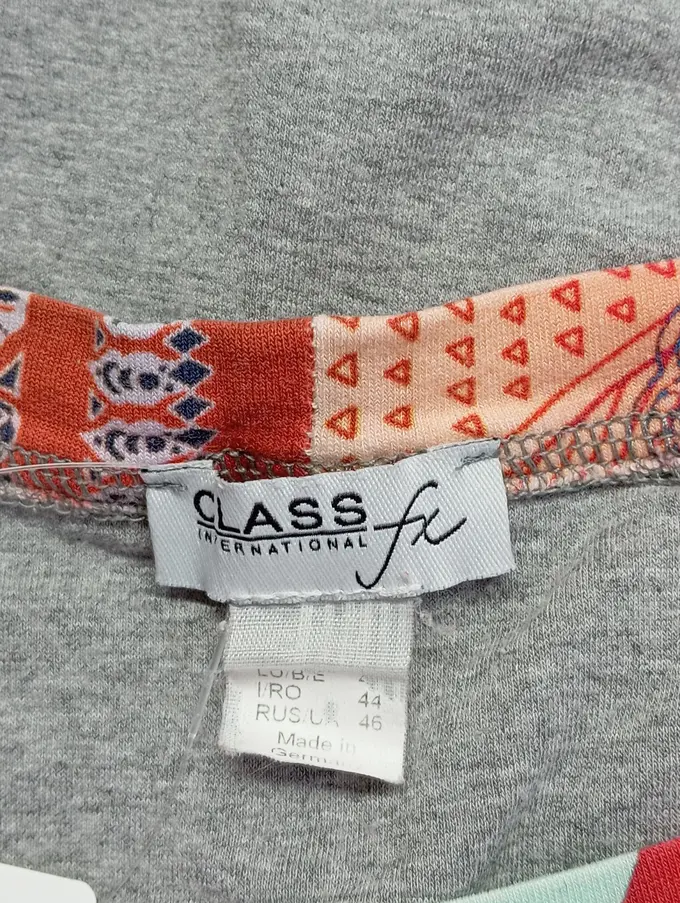 CLASS fx
INTERNATIONAL
I/RO 44
RUS/UA 46
Made in